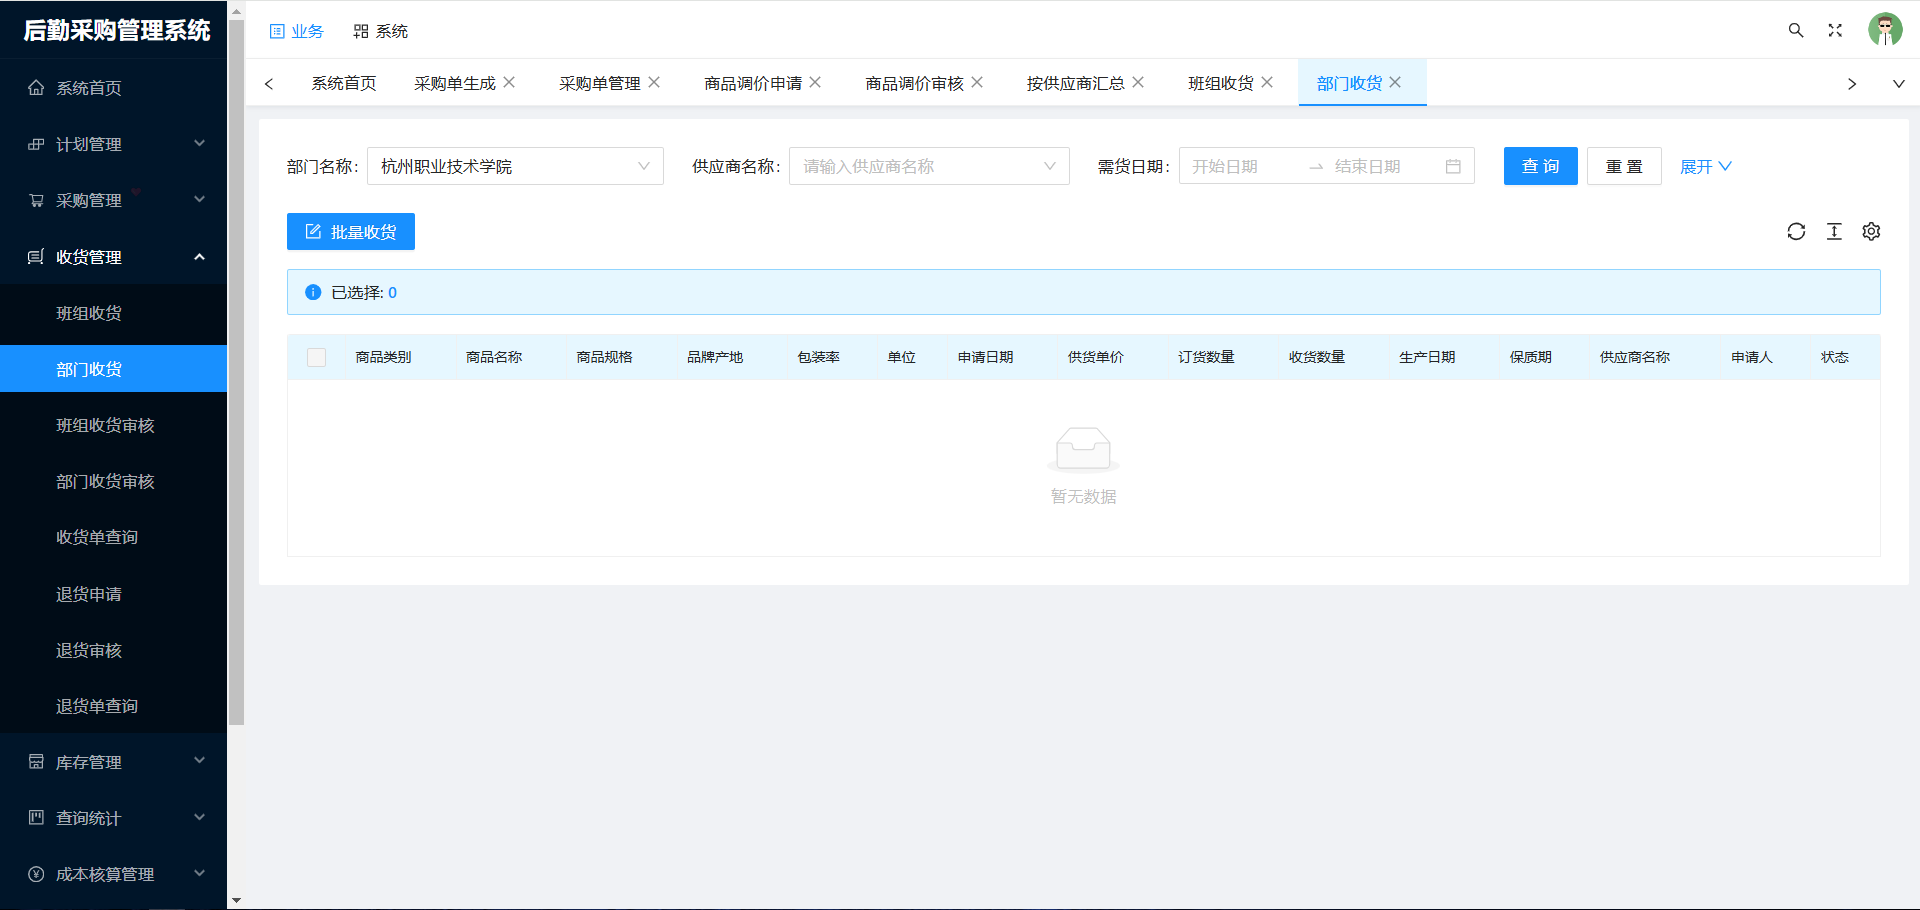 后勤采购管理系统
业务 系统
系统首页 采购单生成 采购单管理 商品调价申请 商品调价审核 按供应商汇总 班组收货 部门收货
系统首页
计划管理
采购管理
收货管理
班组收货
部门收货
班组收货审核
部门收货审核
收货单查询
退货申请
退货审核
退货单查询
库存管理
查询统计
成本核算管理
部门名称: 杭州职业技术学院 供应商名称: 请输入供应商名称 需货日期: 开始日期 → 结束日期 查 询 重 置 展开
批量收货
已选择: 0
商品类别 商品名称 商品规格 品牌产地 包装率 单位 申请日期 供货单价 订货数量 收货数量 生产日期 保质期 供应商名称 申请人 状态
暂无数据